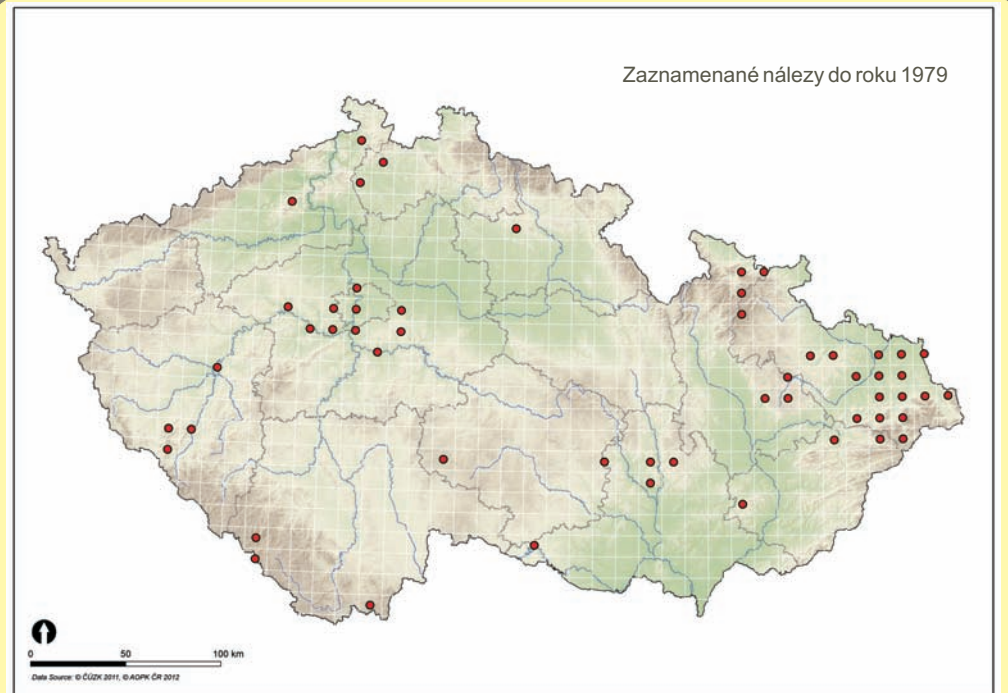 Zaznamenané nálezy do roku 1979
0 50 100 km
Data Source: © ČÚZK 2011, © AOPK ČR 2012